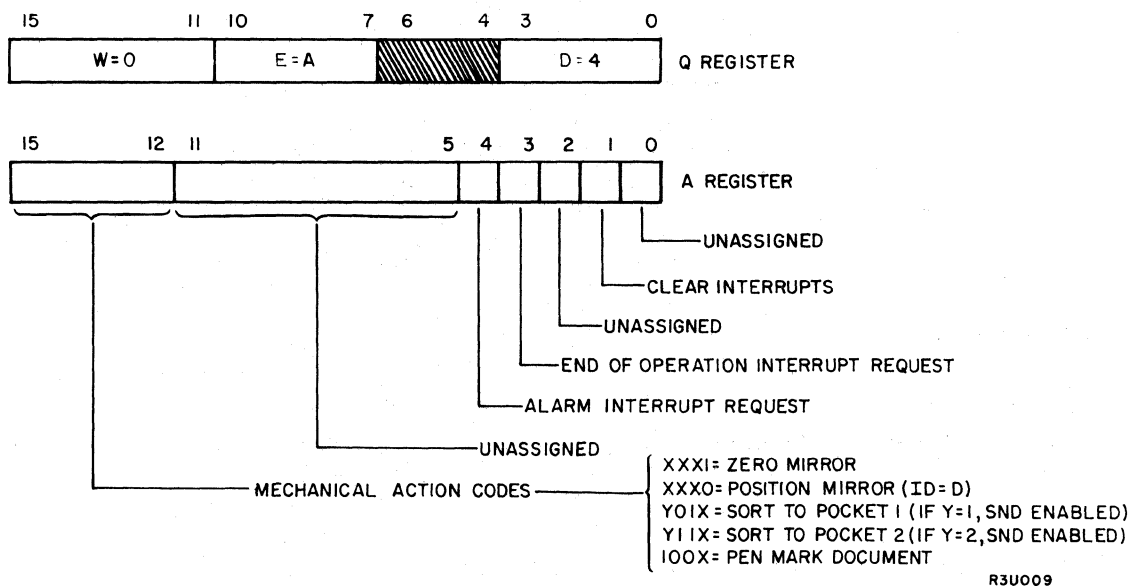 15 11 10 7 6 4 3 0
W=0 E=A D=4 Q REGISTER
15 12 11 5 4 3 2 1 0
A REGISTER
UNASSIGNED
CLEAR INTERRUPTS
UNASSIGNED
END OF OPERATION INTERRUPT REQUEST
ALARM INTERRUPT REQUEST
UNASSIGNED
MECHANICAL ACTION CODES
XXX1= ZERO MIRROR
XXX0= POSITION MIRROR (ID=D)
Y01X= SORT TO POCKET 1 (IF Y=1, SND ENABLED)
Y11X= SORT TO POCKET 2 (IF Y=2, SND ENABLED)
100X= PEN MARK DOCUMENT
R3U009